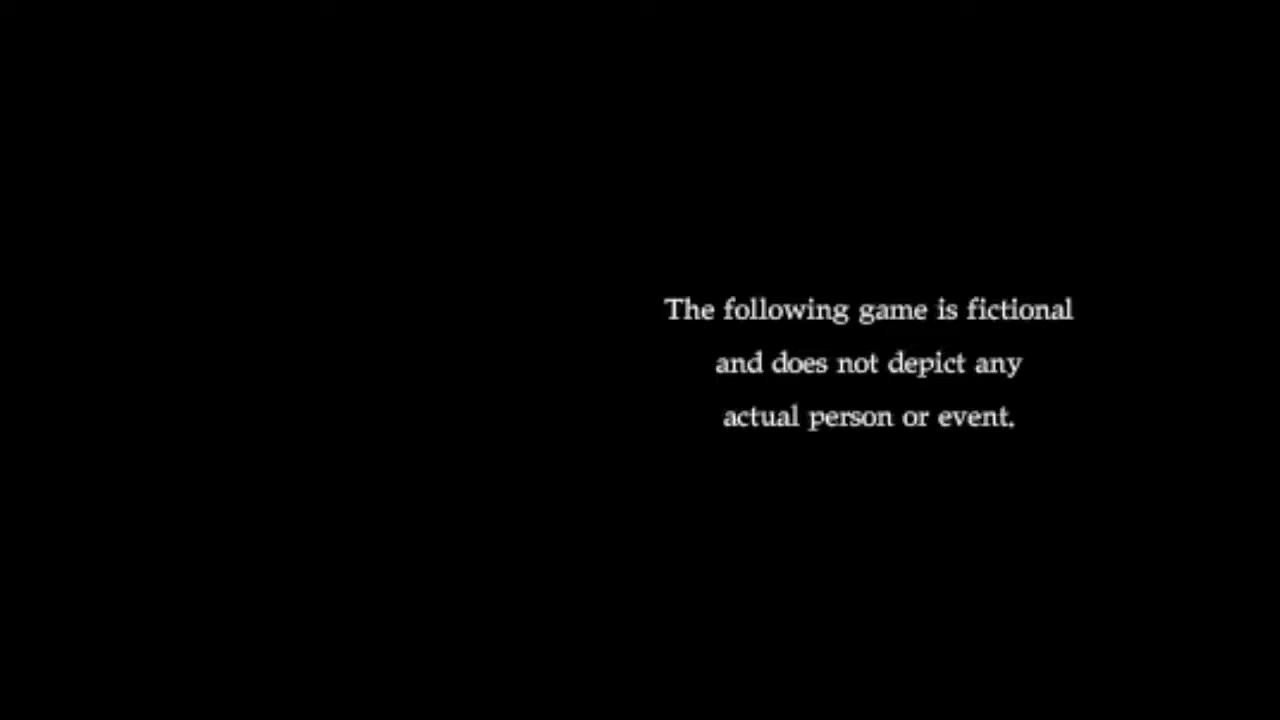 The following game is fictional
and does not depict any
actual person or event.